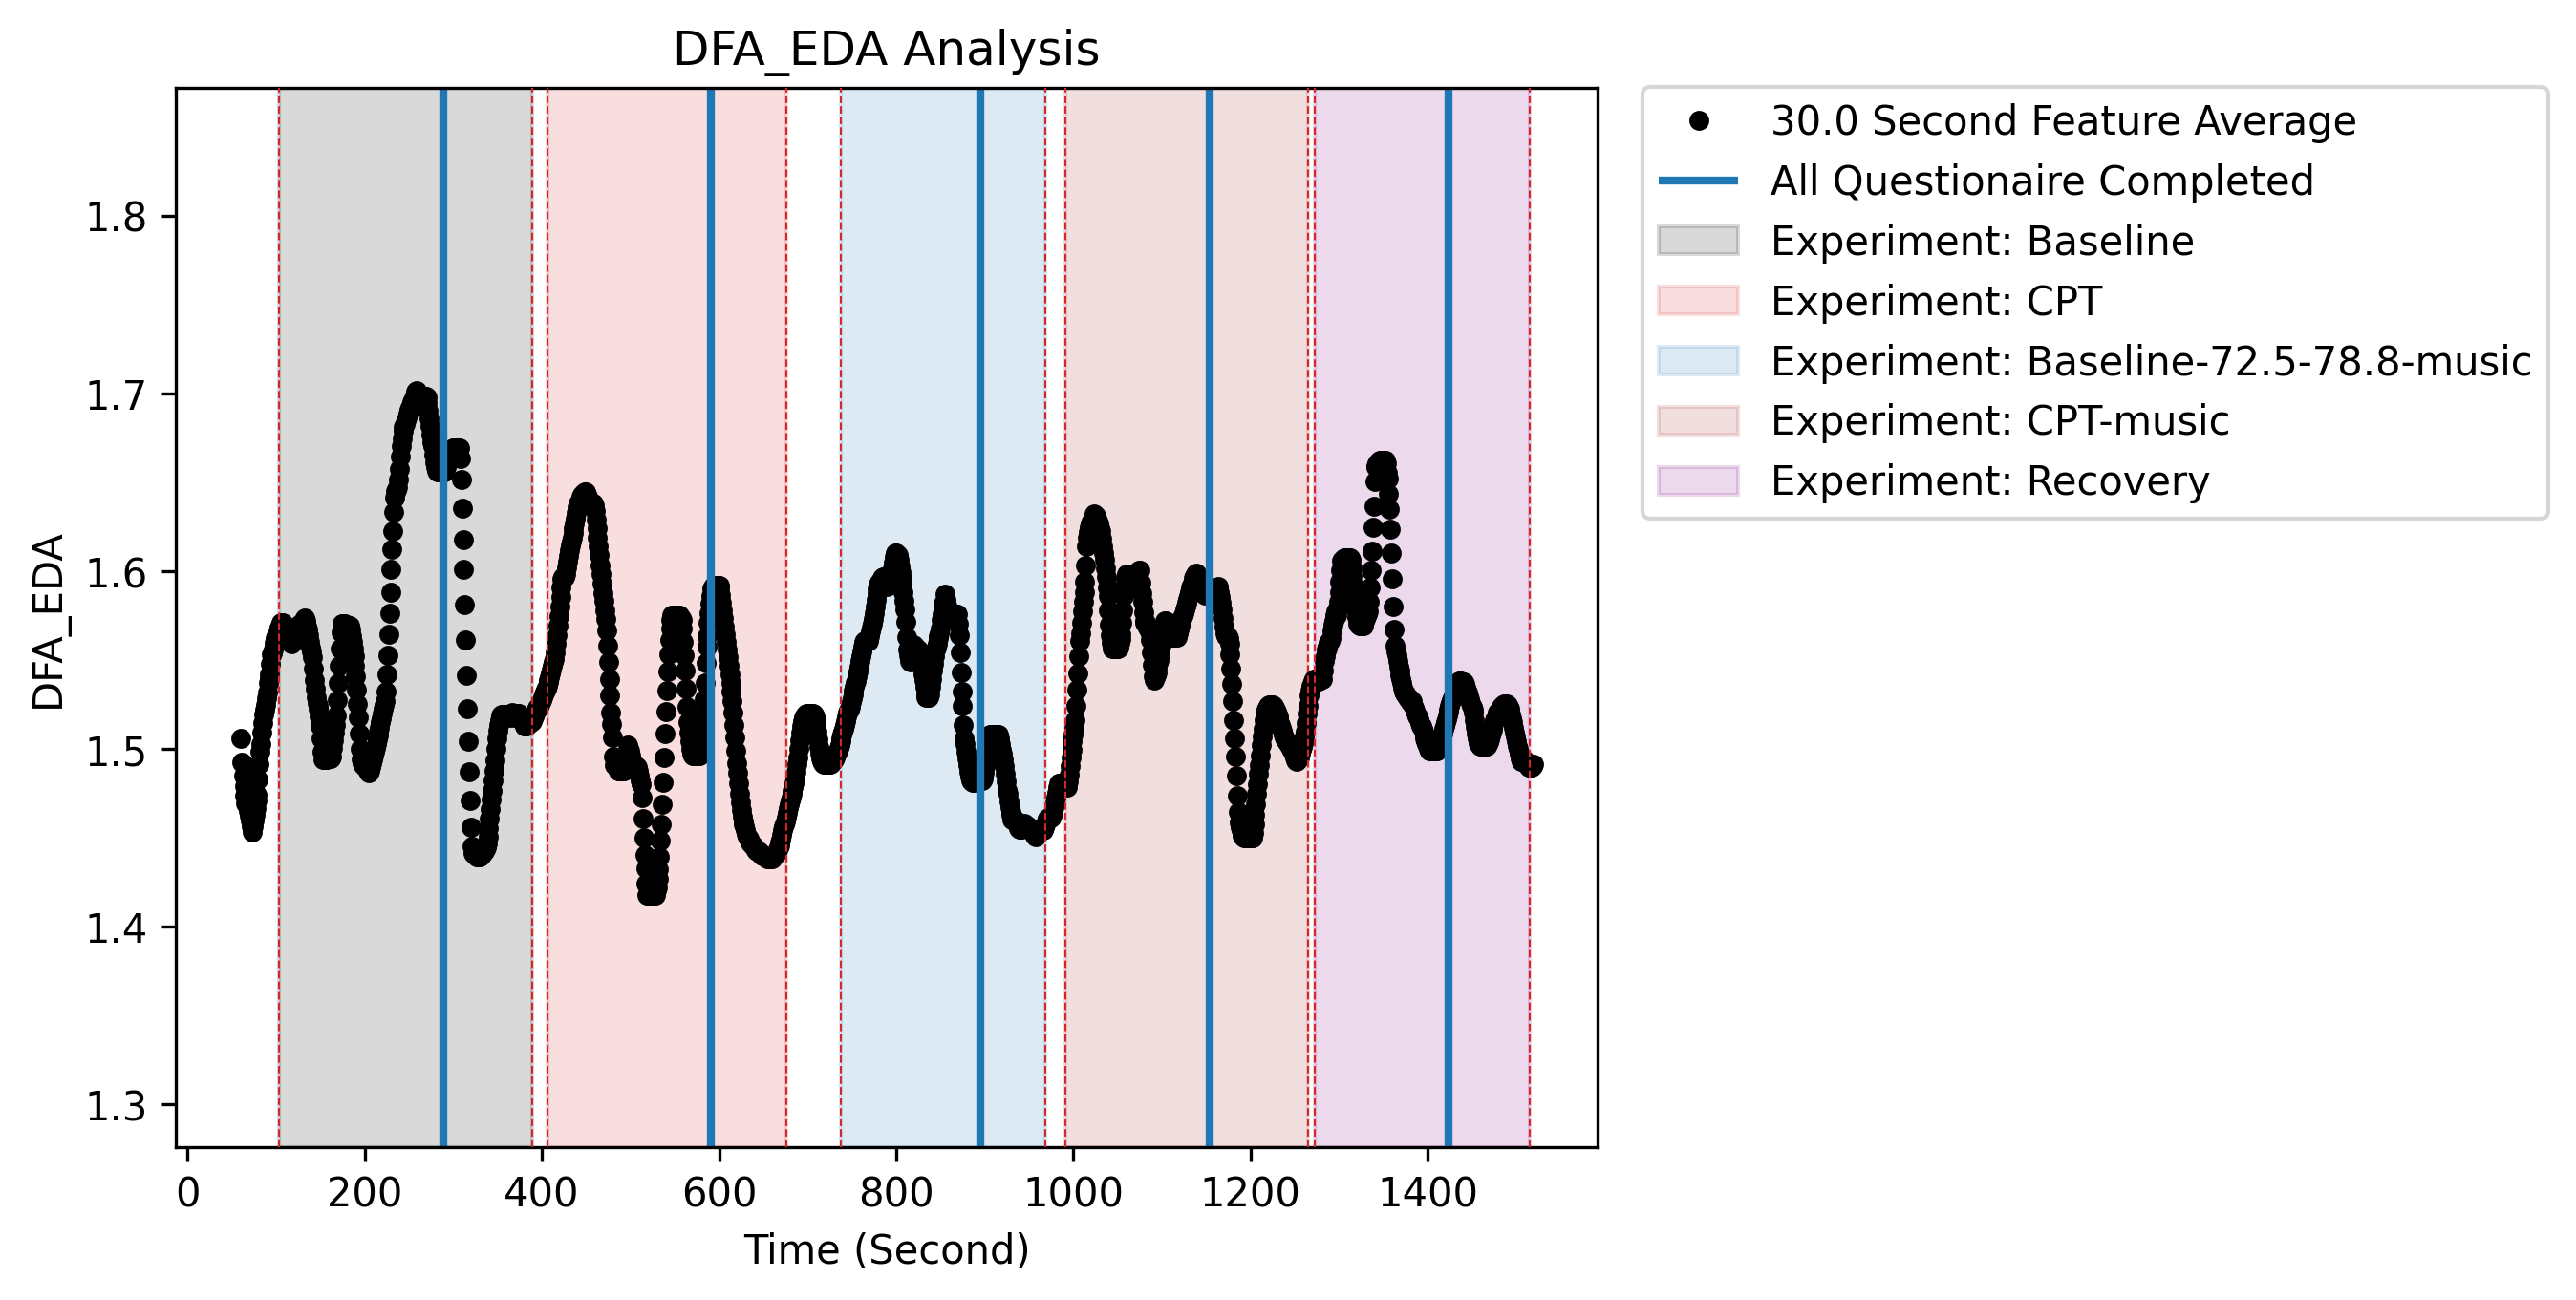 DFA_EDA Analysis
30.0 Second Feature Average
All Questionaire Completed
Experiment: Baseline
Experiment: CPT
Experiment: Baseline-72.5-78.8-music
Experiment: CPT-music
Experiment: Recovery
DFA_EDA
1.8
1.7
1.6
1.5
1.4
1.3
0 200 400 600 800 1000 1200 1400
Time (Second)